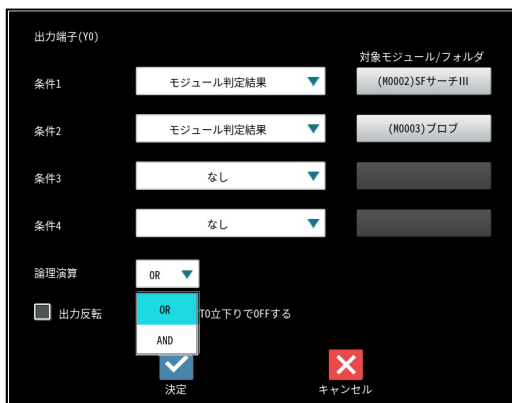 出力端子(Y0)
対象モジュール/フォルダ
条件1
モジュール判定結果
(M0002)SFサーチIII
条件2
モジュール判定結果
(M0003)ブロブ
条件3
なし
条件4
なし
論理演算
OR
出力反転
T0立下りでOFFする
OR
AND
決定
キャンセル